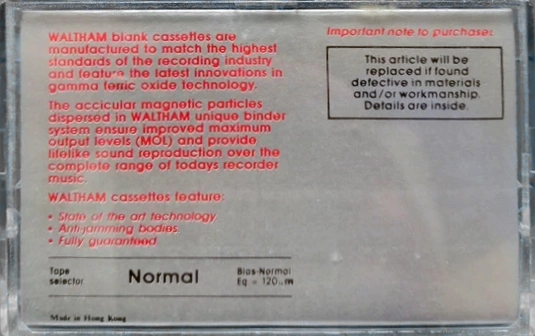 WALTHAM blank cassettes are
manufactured to match the highest
standards of the recording industry
and feature the latest innovations in
gamma ferric oxide technology.
The accicular magnetic particles
dispersed in WALTHAM unique binder
system ensure improved maximum
output levels (MOL) and provide
lifelike sound reproduction over the
complete range of todays recorder
music.
WALTHAM cassettes feature:
• State of the art technology
• Anti-jamming bodies
• Fully guaranteed
Tape
selector
Normal
Bias-Normal
Eq = 120µm
Made in Hong Kong
Important note to purchaser
This article will be
replaced if found
defective in materials
and/or workmanship.
Details are inside.